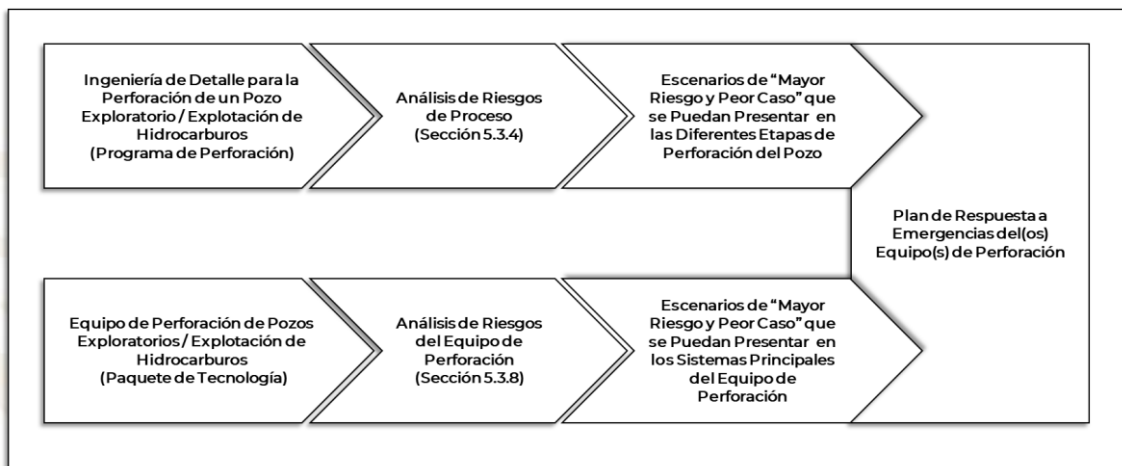 Ingeniería de Detalle para la
Perforación de un Pozo
Exploratorio / Explotación de
Hidrocarburos
(Programa de Perforación)
Análisis de Riesgos
de Proceso
(Sección 5.3.4)
Escenarios de “Mayor
Riesgo y Peor Caso” que
se Puedan Presentar en
las Diferentes Etapas de
Perforación del Pozo
Plan de Respuesta a
Emergencias del(os)
Equipo(s) de Perforación
Equipo de Perforación de Pozos
Exploratorios / Explotación de
Hidrocarburos
(Paquete de Tecnología)
Análisis de Riesgos
del Equipo de
Perforación
(Sección 5.3.8)
Escenarios de “Mayor
Riesgo y Peor Caso” que
se Puedan Presentar en
los Sistemas Principales
del Equipo de
Perforación